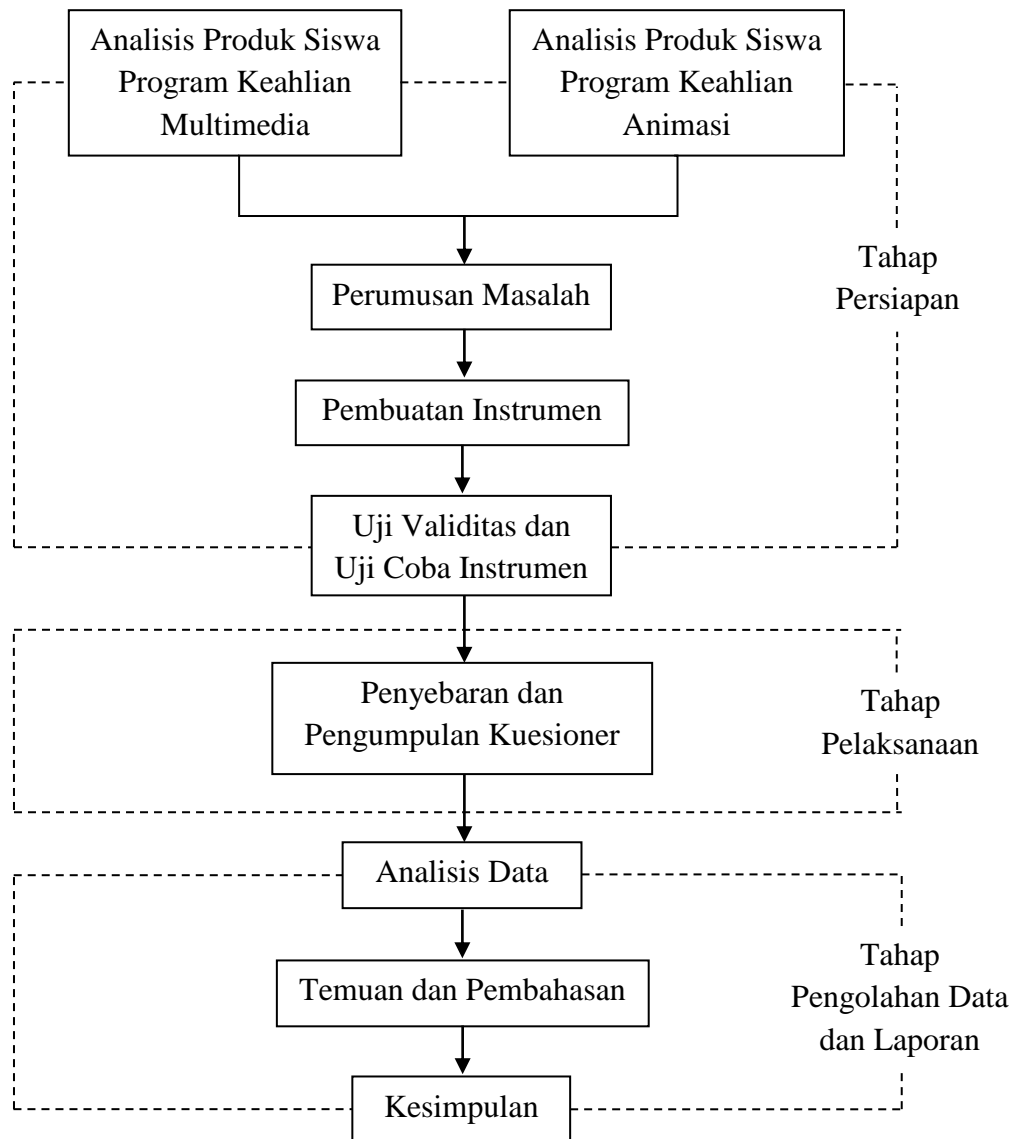 Analisis Produk Siswa
Program Keahlian
Multimedia
Analisis Produk Siswa
Program Keahlian
Animasi
Tahap
Persiapan
Perumusan Masalah
Pembuatan Instrumen
Uji Validitas dan
Uji Coba Instrumen
Penyebaran dan
Pengumpulan Kuesioner
Tahap
Pelaksanaan
Analisis Data
Temuan dan Pembahasan
Tahap
Pengolahan Data
dan Laporan
Kesimpulan